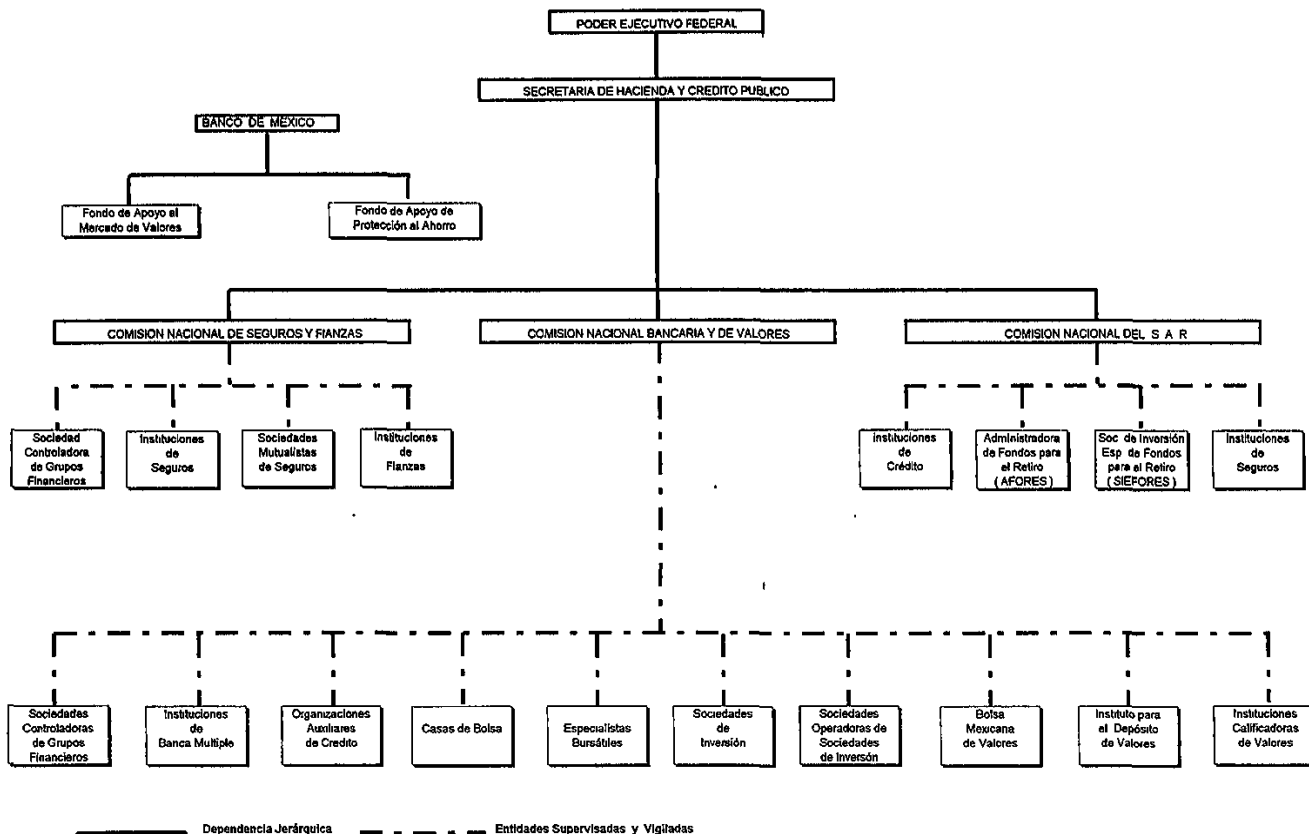 PODER EJECUTIVO FEDERAL
SECRETARIA DE HACIENDA Y CREDITO PUBLICO
BANCO DE MEXICO
Fondo de Apoyo al
Mercado de Valores
Fondo de Apoyo de
Protección al Ahorro
COMISION NACIONAL DE SEGUROS Y FIANZAS
COMISION NACIONAL BANCARIA Y DE VALORES
COMISION NACIONAL DEL S A R
Sociedad
Controladora
de Grupos
Financieros
Instituciones
de
Seguros
Sociedades
Mutualistas
de Seguros
Instituciones
de
Fianzas
Instituciones
de
Crédito
Administradora
de Fondos para
el Retiro
( AFORES )
Soc de Inversión
Esp de Fondos
para el Retiro
(SIEFORES)
Instituciones
de
Seguros
Sociedades
Controladoras
de Grupos
Financieros
Instituciones
de
Banca Multiple
Organizaciones
Auxiliares
de Credito
Casas de Bolsa
Especialistas
Bursátiles
Sociedades
de
Inversión
Sociedades
Operadoras de
Sociedades
de Inversón
Bolsa
Mexicana
de Valores
Instituto para
el Depósito
de Valores
Instituciones
Calificadoras
de Valores
Dependencia Jerárquica
Entidades Supervisadas y Vigiladas